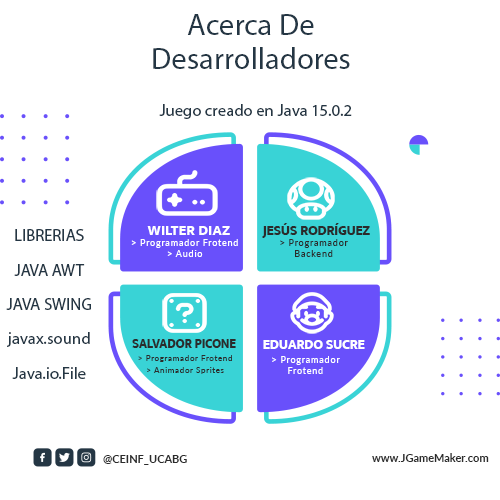 Acerca De
Desarrolladores
Juego creado en Java 15.0.2
LIBRERIAS
JAVA AWT
JAVA SWING
javax.sound
Java.io.File
WILTER DIAZ
> Programador Frotend
> Audio
JESÚS RODRÍGUEZ
> Programador
Backend
SALVADOR PICONE
> Programador Frotend
> Animador Sprites
EDUARDO SUCRE
> Programador
Frotend
@CEINF_UCABG
www.JGameMaker.com